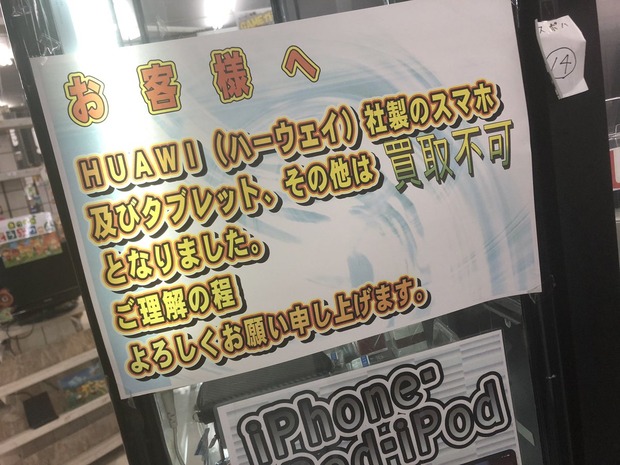 お客様へ
HUAWI（ハーウェイ）社製のスマホ
及びタブレット、その他は 買取不可
となりました。
ご理解の程
よろしくお願い申し上げます。
14
iPhone-
iPod